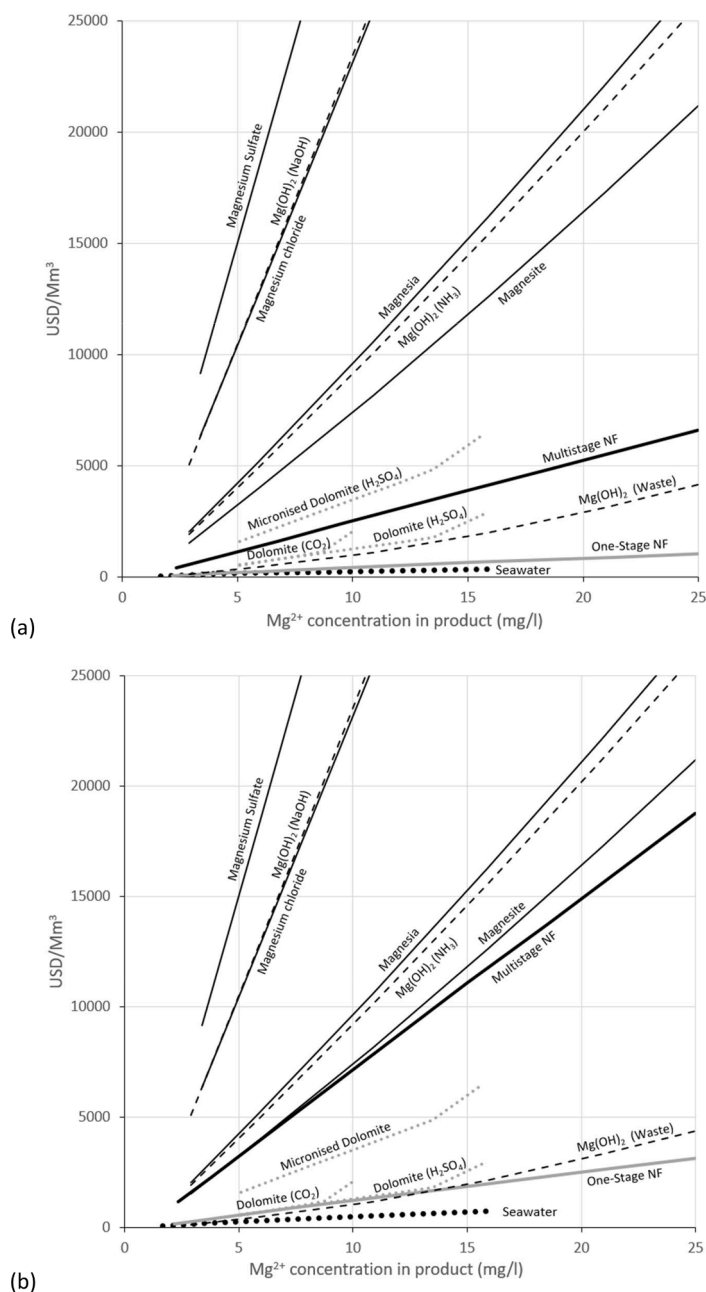 25000
20000
15000
10000
5000
0
USD/Mm³
Magnesium Sulfate
Mg(OH)₂ (NaOH)
Magnesium chloride
Magnesia
Mg(OH)₂ (NH₃)
Magnesite
Multistage NF
Micronised Dolomite (H₂SO₄)
Mg(OH)₂ (Waste)
Dolomite (CO₂)
Dolomite (H₂SO₄)
One-Stage NF
Seawater
0 5 10 15 20 25
Mg²⁺ concentration in product (mg/l)
(a)
25000
20000
15000
10000
5000
0
USD/Mm³
Magnesium Sulfate
Mg(OH)₂ (NaOH)
Magnesium chloride
Magnesia
Mg(OH)₂ (NH₃)
Magnesite
Multistage NF
Micronised Dolomite
Mg(OH)₂ (Waste)
Dolomite (CO₂)
Dolomite (H₂SO₄)
One-Stage NF
Seawater
0 5 10 15 20 25
Mg²⁺ concentration in product (mg/l)
(b)